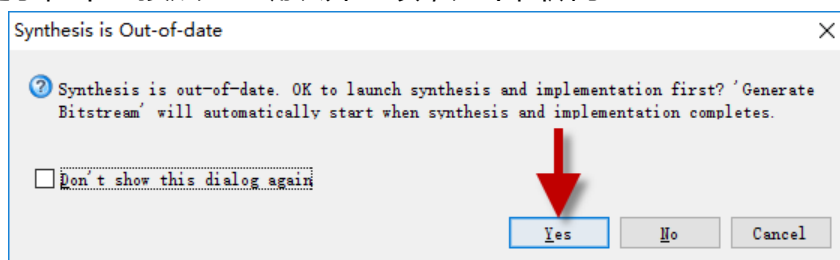 Synthesis is Out-of-date
Synthesis is out-of-date. OK to launch synthesis and implementation first? 'Generate
Bitstream' will automatically start when synthesis and implementation completes.
Don't show this dialog again
Yes
No
Cancel